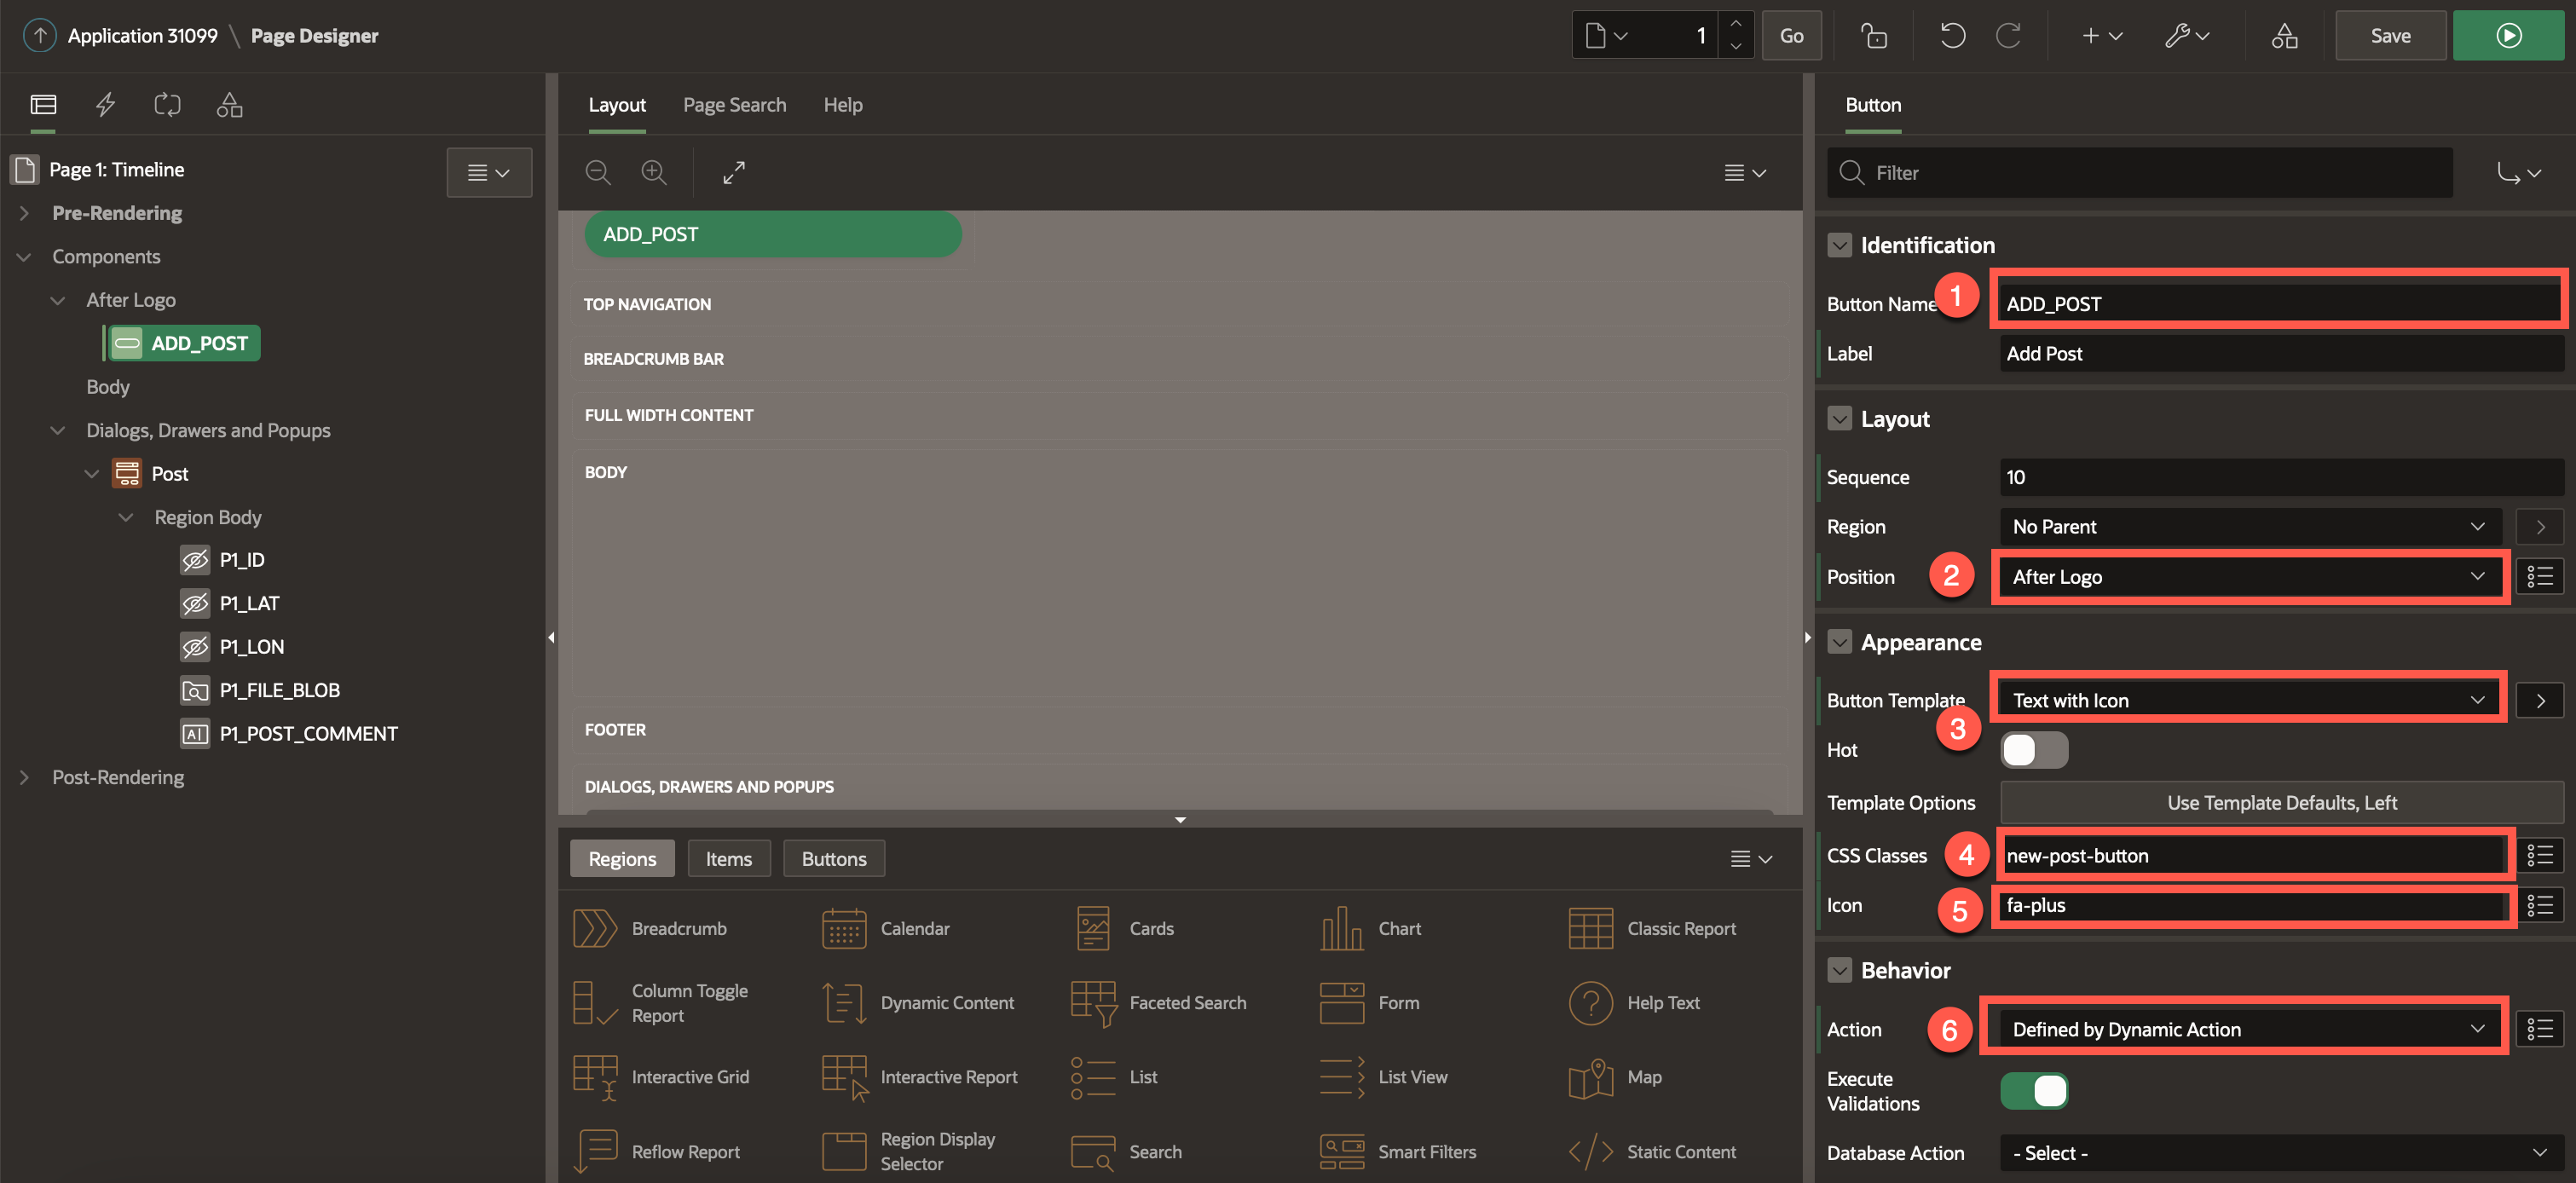 Application 31099 \ Page Designer
1
Go
Save
Page 1: Timeline
Pre-Rendering
Components
After Logo
ADD_POST
Body
Dialogs, Drawers and Popups
Post
Region Body
P1_ID
P1_LAT
P1_LON
P1_FILE_BLOB
P1_POST_COMMENT
Post-Rendering
Layout
Page Search
Help
ADD_POST
TOP NAVIGATION
BREADCRUMB BAR
FULL WIDTH CONTENT
BODY
FOOTER
DIALOGS, DRAWERS AND POPUPS
Regions
Items
Buttons
Breadcrumb
Calendar
Cards
Chart
Classic Report
Column Toggle
Report
Dynamic Content
Faceted Search
Form
Help Text
Interactive Grid
Interactive Report
List
List View
Map
Reflow Report
Region Display
Selector
Search
Smart Filters
Static Content
Button
Filter
Identification
Button Name
1
ADD_POST
Label
Add Post
Layout
Sequence
10
Region
No Parent
Position
2
After Logo
Appearance
Button Template
Text with Icon
3
Hot
Template Options
Use Template Defaults, Left
CSS Classes
4
new-post-button
Icon
5
fa-plus
Behavior
Action
6
Defined by Dynamic Action
Execute
Validations
Database Action
- Select -